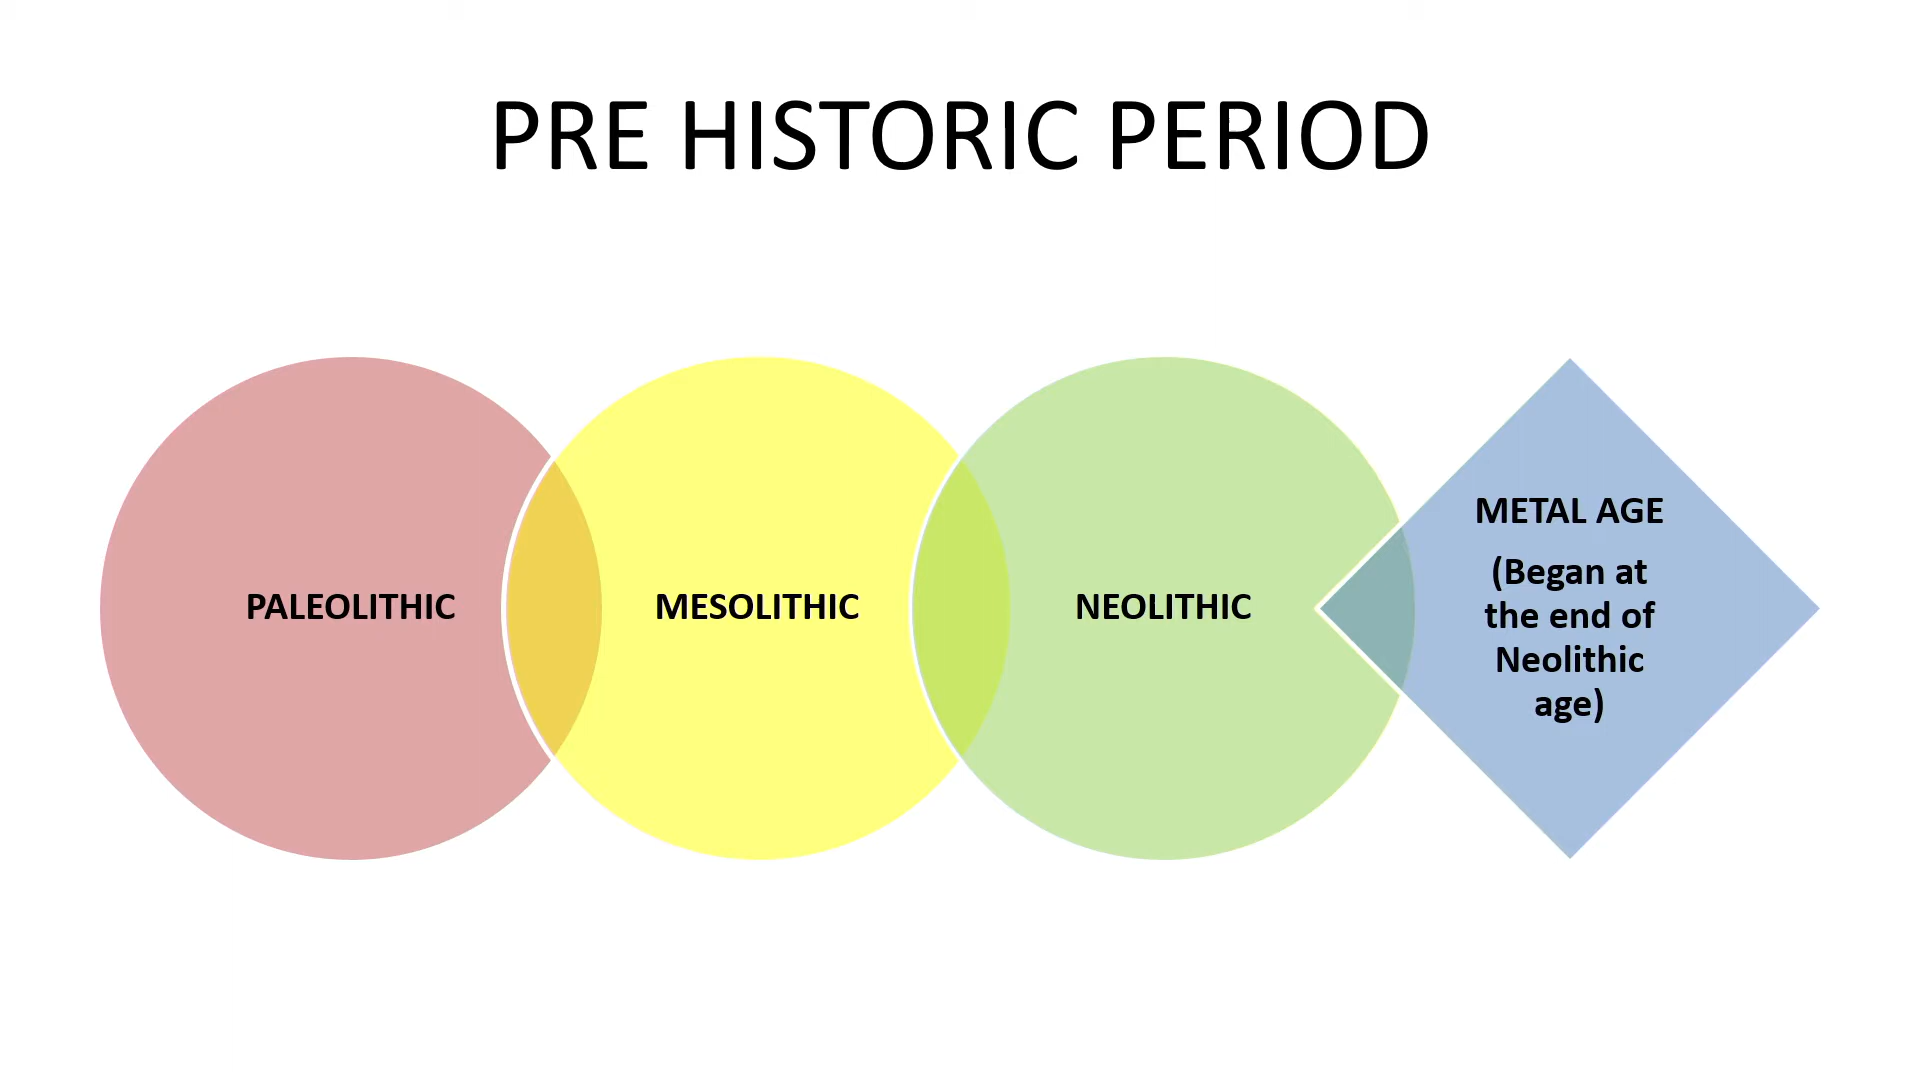 PRE HISTORIC PERIOD
PALEOLITHIC
MESOLITHIC
NEOLITHIC
METAL AGE
(Began at
the end of
Neolithic
age)